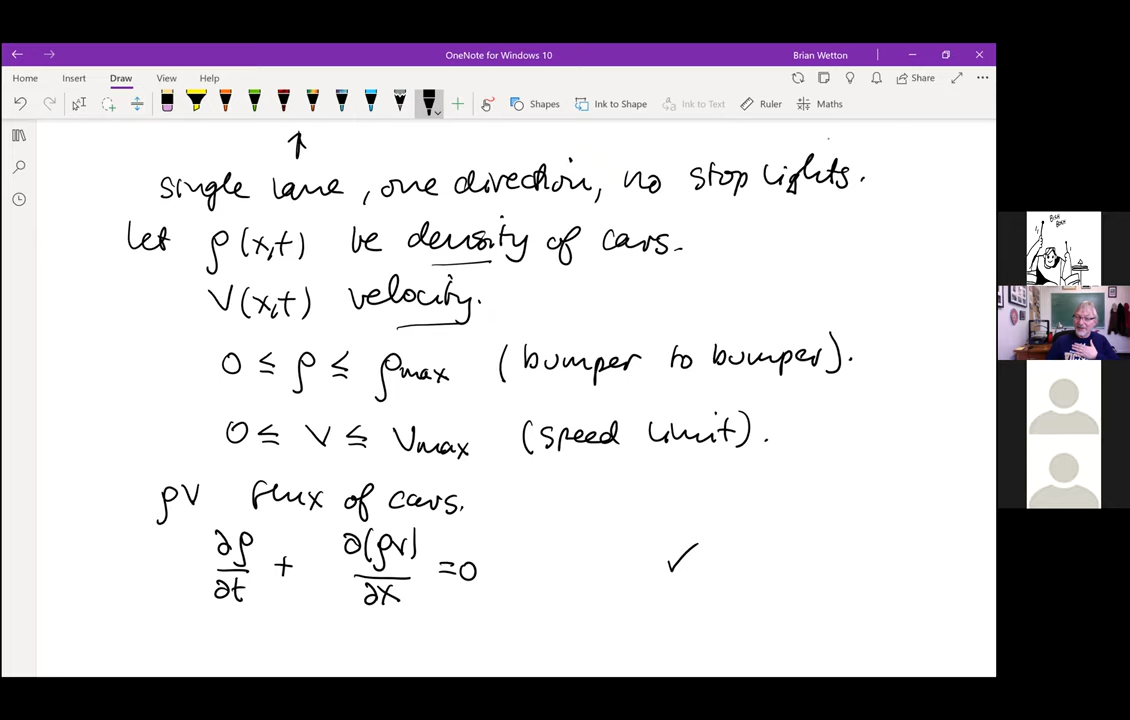 OneNote for Windows 10
Brian Wetton
Home Insert Draw View Help
Share
Shapes Ink to Shape Ink to Text Ruler Maths
↑
single lane, one direction, no stop lights.
let ρ(x,t) be density of cars.
V(x,t) velocity.
0 ≤ ρ ≤ ρmax (bumper to bumper).
0 ≤ V ≤ Vmax (speed limit).
ρV flux of cars.
∂ρ/∂t + ∂(ρV)/∂x = 0 ✓